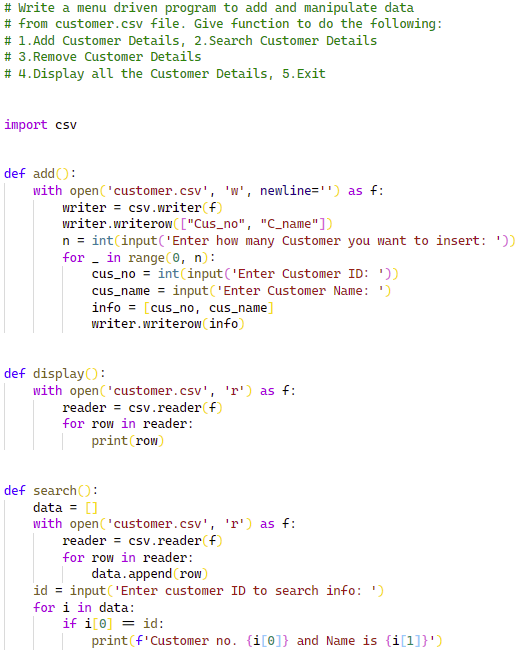 # Write a menu driven program to add and manipulate data
# from customer.csv file. Give function to do the following:
# 1.Add Customer Details, 2.Search Customer Details
# 3.Remove Customer Details
# 4.Display all the Customer Details, 5.Exit
import csv
def add():
    with open('customer.csv', 'w', newline='') as f:
        writer = csv.writer(f)
        writer.writerow(["Cus_no", "C_name"])
        n = int(input('Enter how many Customer you want to insert: '))
        for _ in range(0, n):
            cus_no = int(input('Enter Customer ID: '))
            cus_name = input('Enter Customer Name: ')
            info = [cus_no, cus_name]
            writer.writerow(info)
def display():
    with open('customer.csv', 'r') as f:
        reader = csv.reader(f)
        for row in reader:
            print(row)
def search():
    data = []
    with open('customer.csv', 'r') as f:
        reader = csv.reader(f)
        for row in reader:
            data.append(row)
    id = input('Enter customer ID to search info: ')
    for i in data:
        if i[0] == id:
            print(f'Customer no. {i[0]} and Name is {i[1]}')